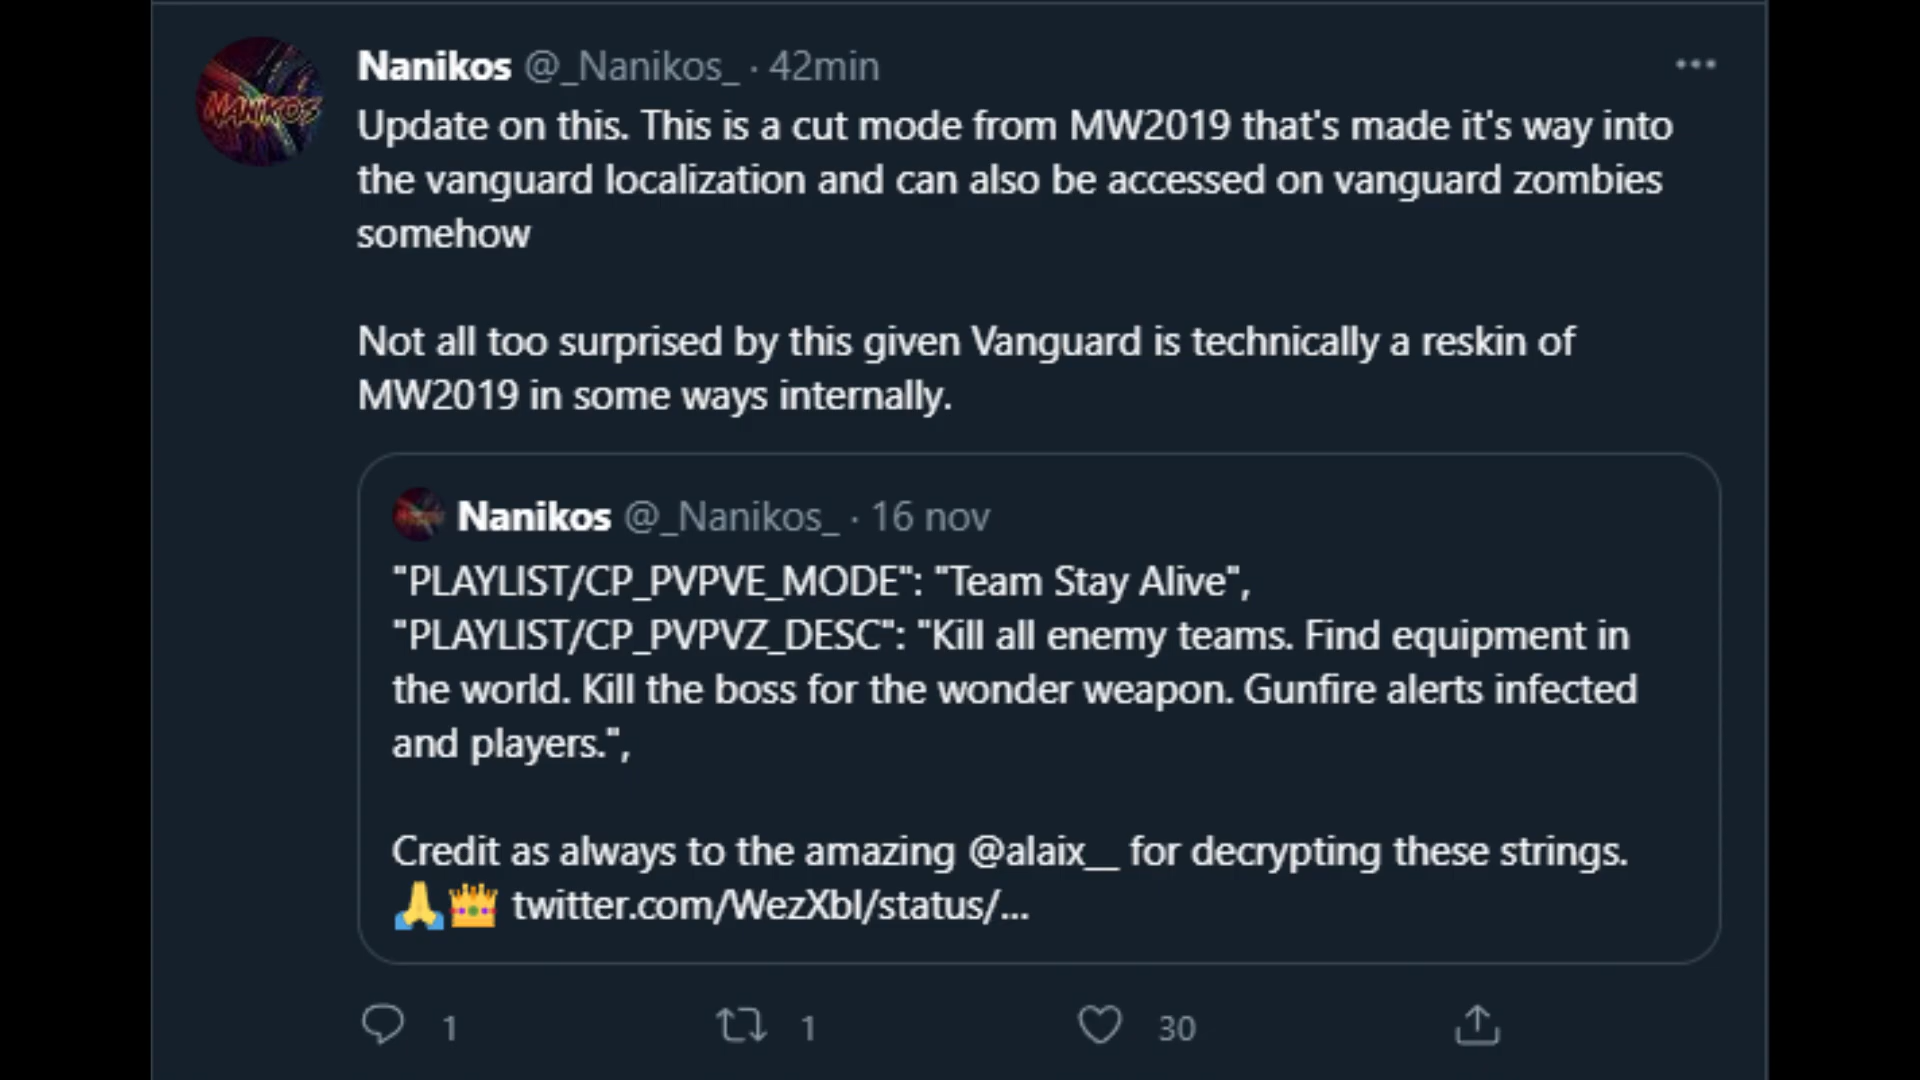 Nanikos @_Nanikos_ · 42min
NANIKOS
Update on this. This is a cut mode from MW2019 that's made it's way into
the vanguard localization and can also be accessed on vanguard zombies
somehow
Not all too surprised by this given Vanguard is technically a reskin of
MW2019 in some ways internally.
Nanikos @_Nanikos_ · 16 nov
"PLAYLIST/CP_PVPVE_MODE": "Team Stay Alive",
"PLAYLIST/CP_PVPVZ_DESC": "Kill all enemy teams. Find equipment in
the world. Kill the boss for the wonder weapon. Gunfire alerts infected
and players.",
Credit as always to the amazing @alaix__ for decrypting these strings.
🙏👑 twitter.com/WezXbl/status/...
1 1 30